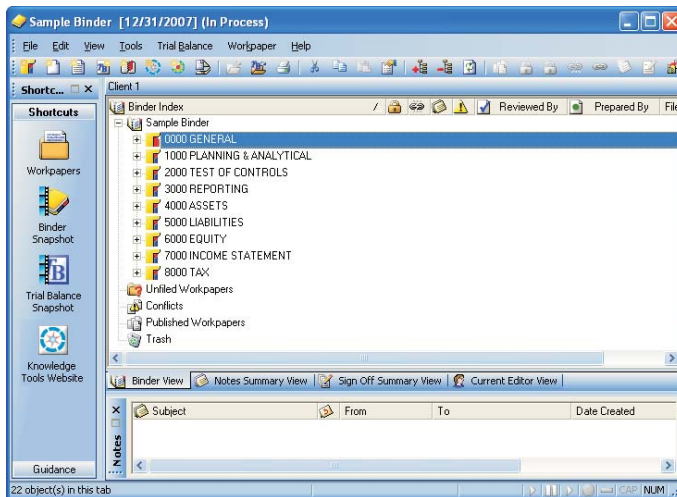 Sample Binder [12/31/2007] (In Process)
File Edit View Tools Trial Balance Workpaper Help
Shortc...
Client 1
Shortcuts
Binder Index / Reviewed By Prepared By File
Sample Binder
0000 GENERAL
1000 PLANNING & ANALYTICAL
2000 TEST OF CONTROLS
3000 REPORTING
4000 ASSETS
5000 LIABILITIES
6000 EQUITY
7000 INCOME STATEMENT
8000 TAX
Unfiled Workpapers
Conflicts
Published Workpapers
Trash
Workpapers
Binder
Snapshot
TB
Trial Balance
Snapshot
Knowledge
Tools Website
Binder View Notes Summary View Sign Off Summary View Current Editor View
Notes
Subject From To Date Created
Guidance
22 object(s) in this tab
CAP NUM